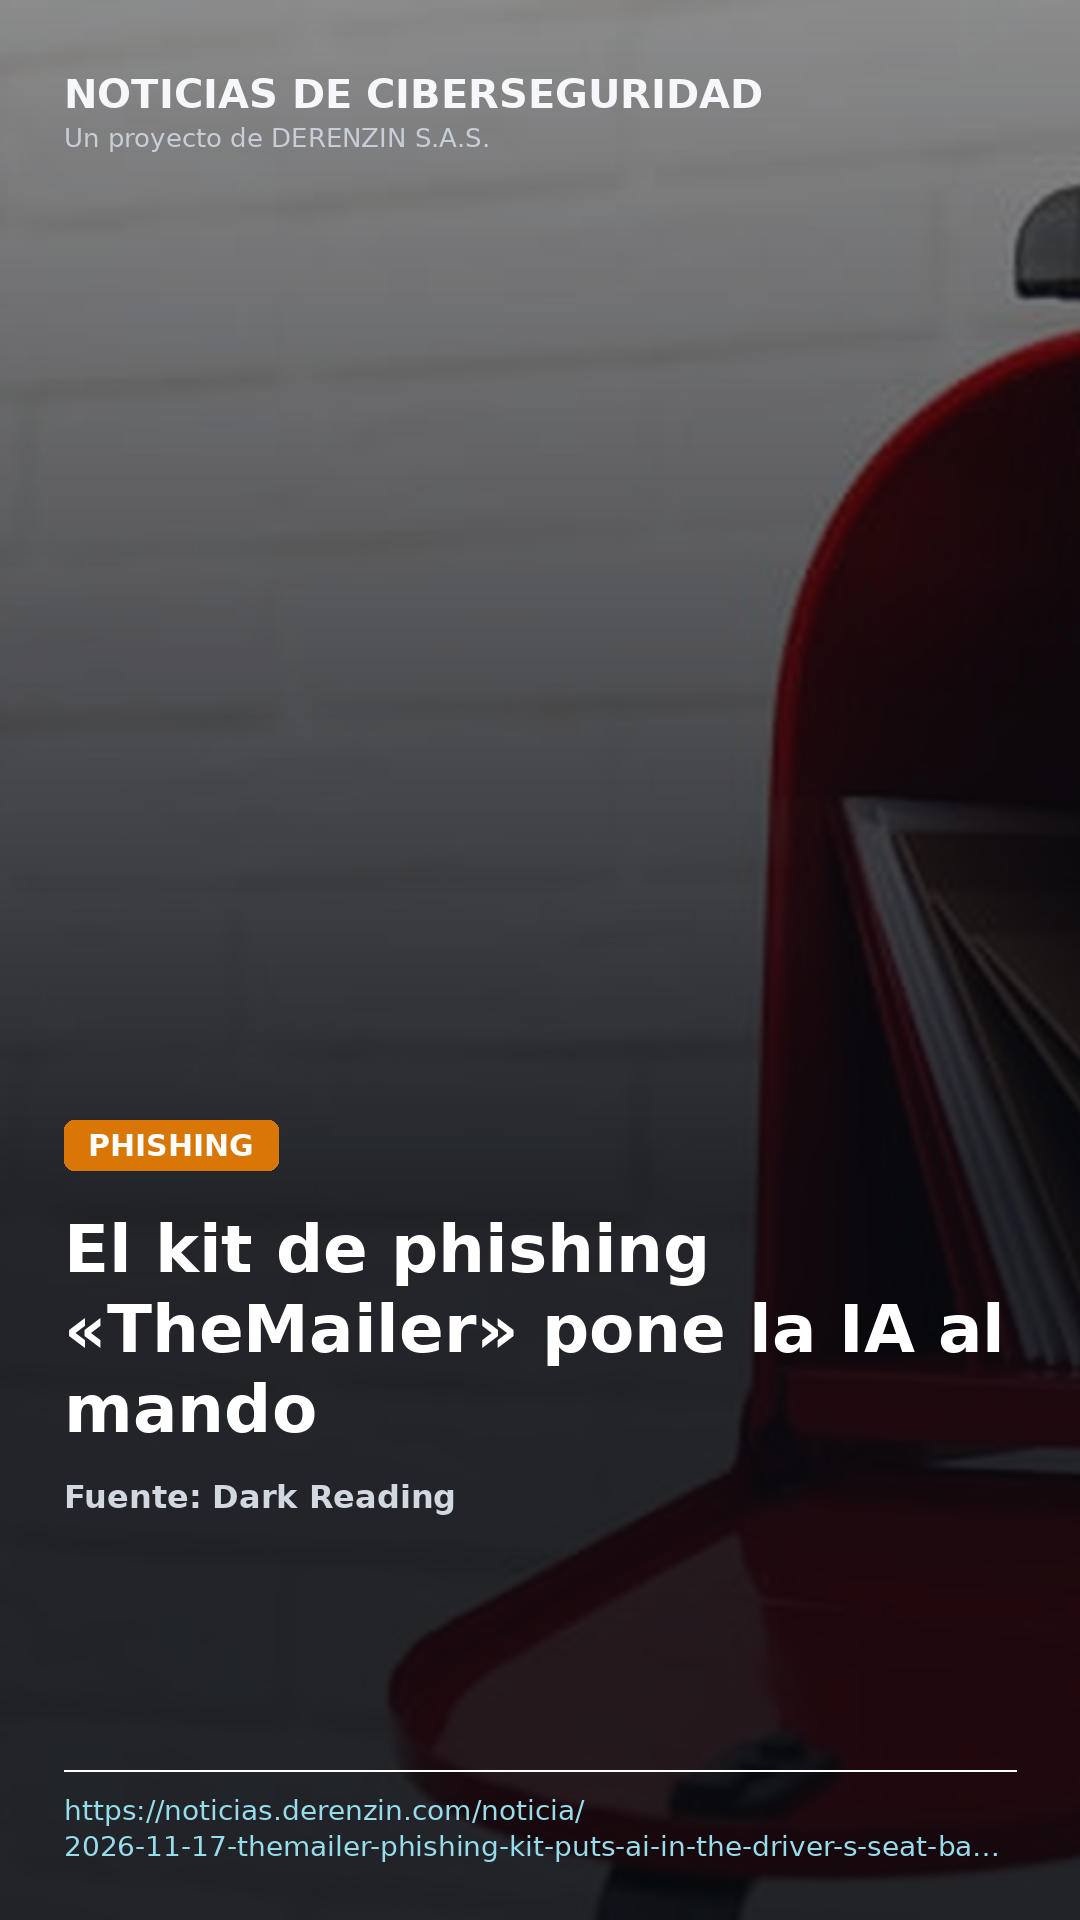 NOTICIAS DE CIBERSEGURIDAD
Un proyecto de DERENZIN S.A.S.
PHISHING
El kit de phishing
«TheMailer» pone la IA al
mando
Fuente: Dark Reading
https://noticias.derenzin.com/noticia/
2026-11-17-themailer-phishing-kit-puts-ai-in-the-driver-s-seat-ba...